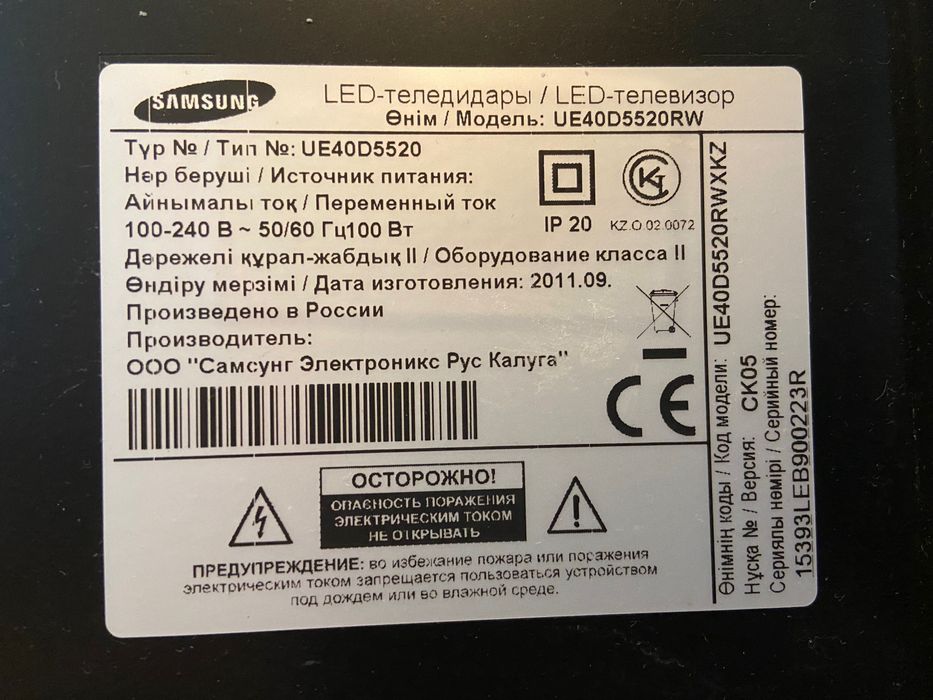 SAMSUNG
LED-теледидары / LED-телевизор
Өнім / Модель: UE40D5520RW
Түр № / Тип №: UE40D5520
Нәр беруші / Источник питания:
Айнымалы ток / Переменный ток
100-240 В ~ 50/60 Гц100 Вт
Дәрежелі құрал-жабдық II / Оборудование класса II
Өндіру мерзімі / Дата изготовления: 2011.09.
Произведено в России
Производитель:
ООО "Самсунг Электроникс Рус Калуга"
IP 20
KZ.O.02.0072
CE
ОСТОРОЖНО!
ОПАСНОСТЬ ПОРАЖЕНИЯ
ЭЛЕКТРИЧЕСКИМ ТОКОМ
НЕ ОТКРЫВАТЬ
ПРЕДУПРЕЖДЕНИЕ: во избежание пожара или поражения
электрическим током запрещается пользоваться устройством
под дождем или во влажной среде.
Өнімнің коды / Код модели: UE40D5520RWXKZ
Нұсқа № / Версия: CK05
Сериялы нөмірі / Серийный номер:
15393LEB900223R